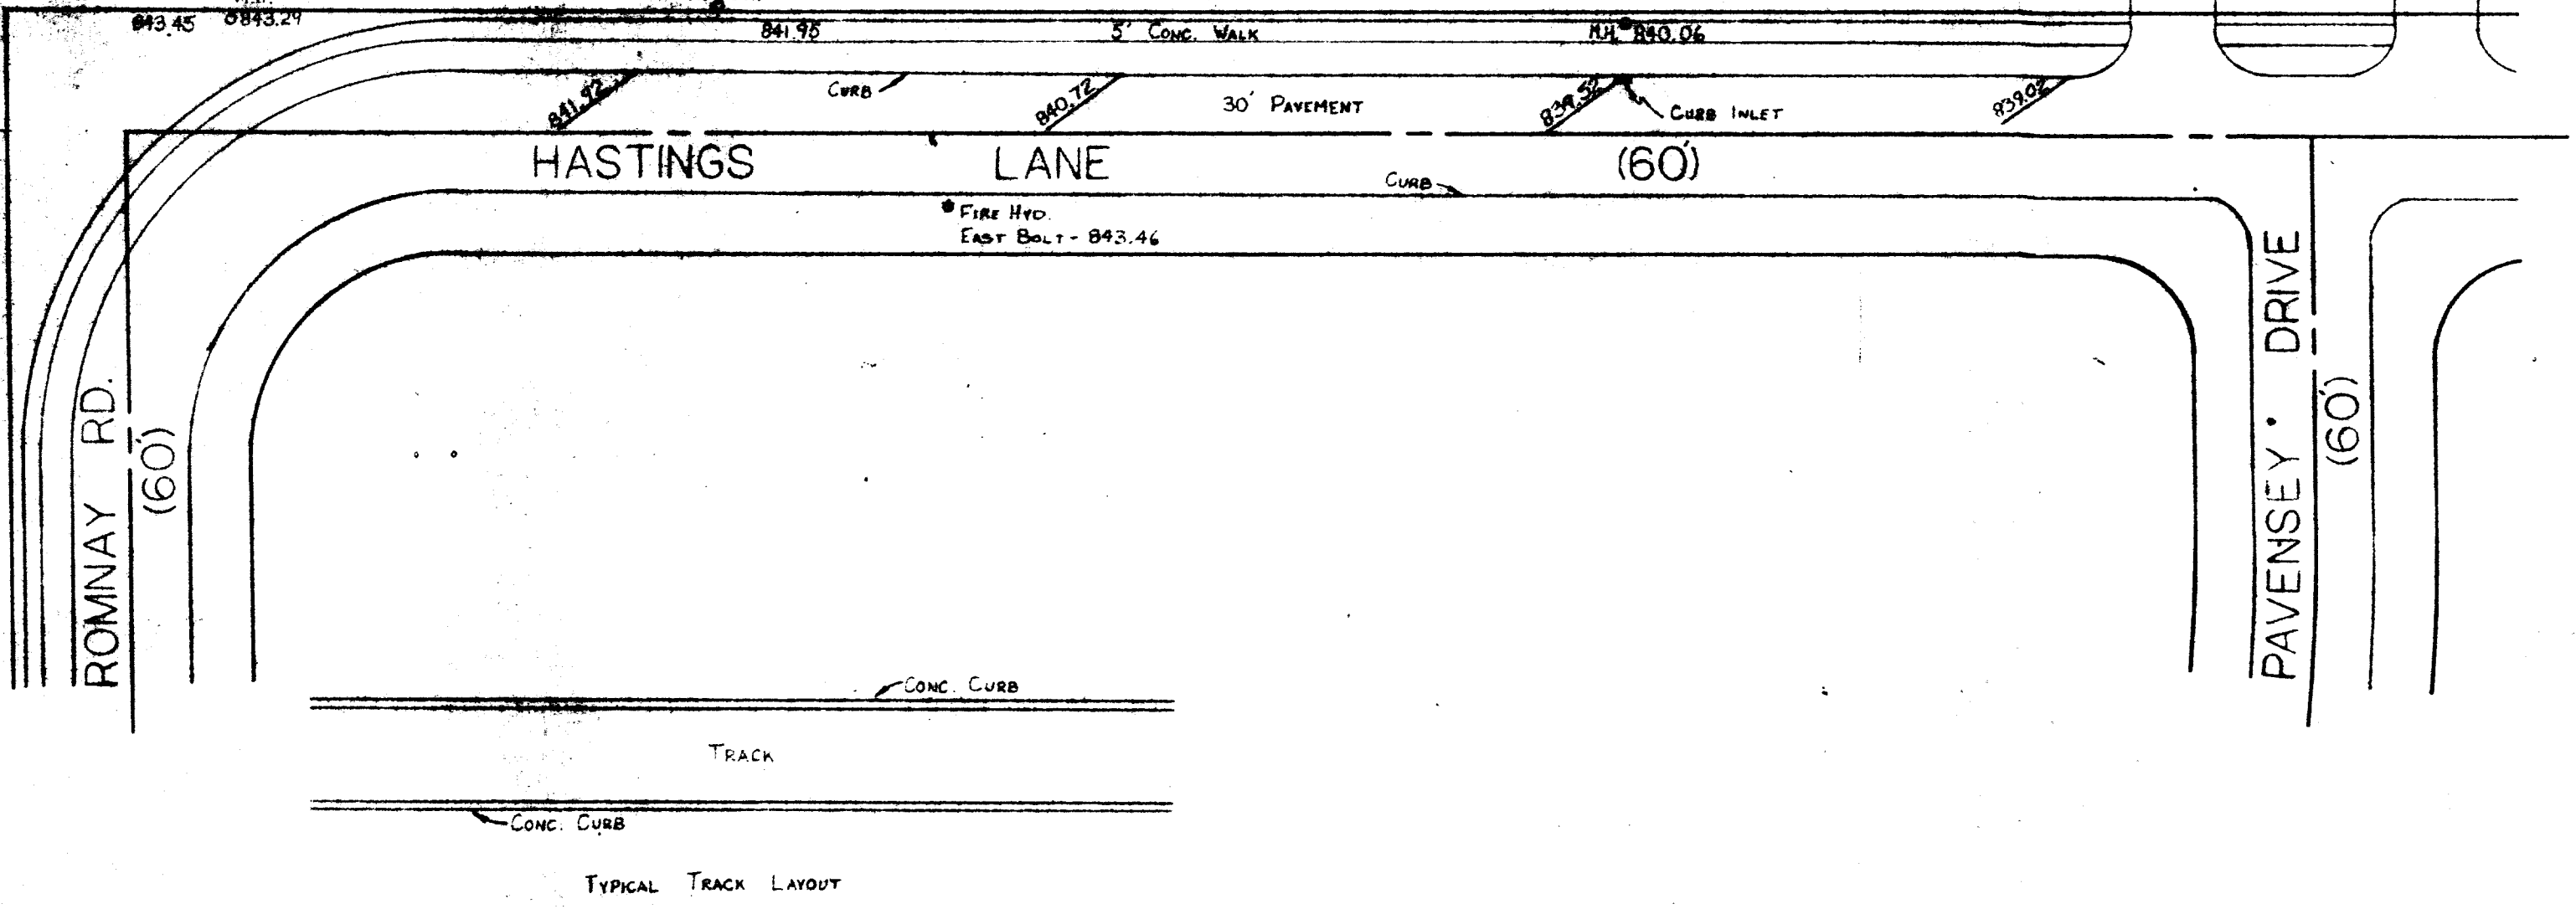 843.45 843.29
841.95
5' CONC. WALK
M.H. 840.06
841.92
CURB
840.72
30' PAVEMENT
839.52
CURB INLET
839.02
HASTINGS LANE (60')
CURB
FIRE HYD.
EAST BOLT - 843.46
ROMNAY RD.
(60')
PAVENSEY DRIVE
(60')
CONC. CURB
TRACK
CONC. CURB
TYPICAL TRACK LAYOUT